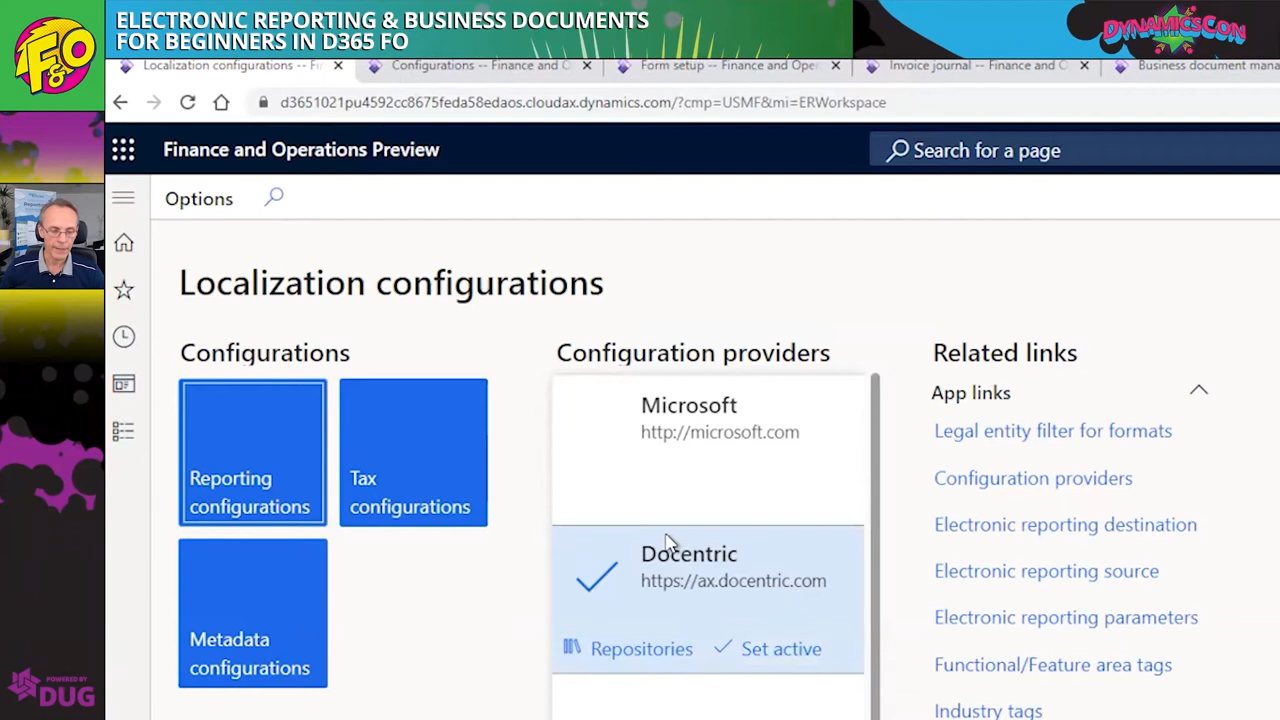 ELECTRONIC REPORTING & BUSINESS DOCUMENTS
FOR BEGINNERS IN D365 FO
F&O
DYNAMICSCON
Localization configurations -- Fi
Configurations -- Finance and O
Form setup -- Finance and Oper
Invoice journal -- Finance and O
Business document mana
d3651021pu4592cc8675feda58edaos.cloudax.dynamics.com/?cmp=USMF&mi=ERWorkspace
Finance and Operations Preview
Search for a page
Options
Localization configurations
Configurations
Reporting
configurations
Tax
configurations
Metadata
configurations
Configuration providers
Microsoft
http://microsoft.com
Docentric
https://ax.docentric.com
Repositories
Set active
Related links
App links
Legal entity filter for formats
Configuration providers
Electronic reporting destination
Electronic reporting source
Electronic reporting parameters
Functional/Feature area tags
Industry tags
POWERED BY
DUG